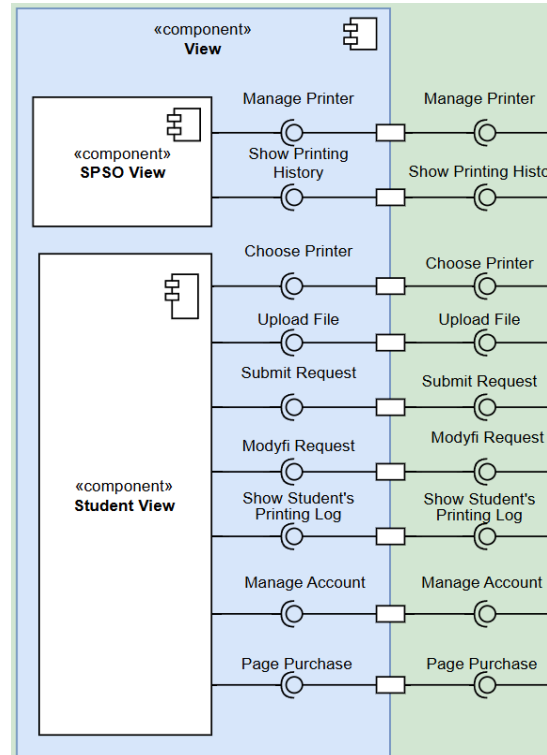 «component»
View
Manage Printer
Manage Printer
«component»
SPSO View
Show Printing
History
Show Printing Histo
Choose Printer
Choose Printer
Upload File
Upload File
Submit Request
Submit Request
Modyfi Request
Modyfi Request
«component»
Student View
Show Student's
Printing Log
Show Student's
Printing Log
Manage Account
Manage Account
Page Purchase
Page Purchase